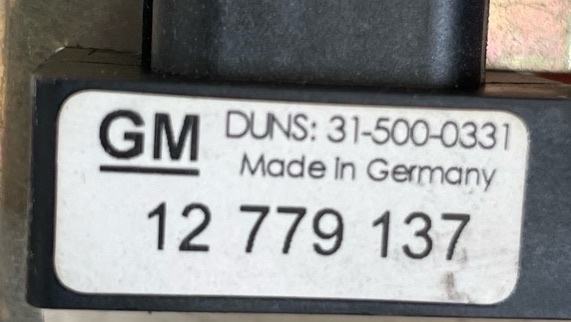 GM DUNS: 31-500-0331
Made in Germany
12 779 137